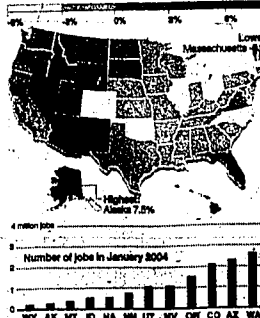 -6% -3% 0% 3% 6%
Lowest
Massachusetts
Highest:
Alaska 7.5%
4 million jobs
Number of jobs in January 2004
3
2
1
0
WY AK MT ID HA NM UT NV OR CO AZ WA